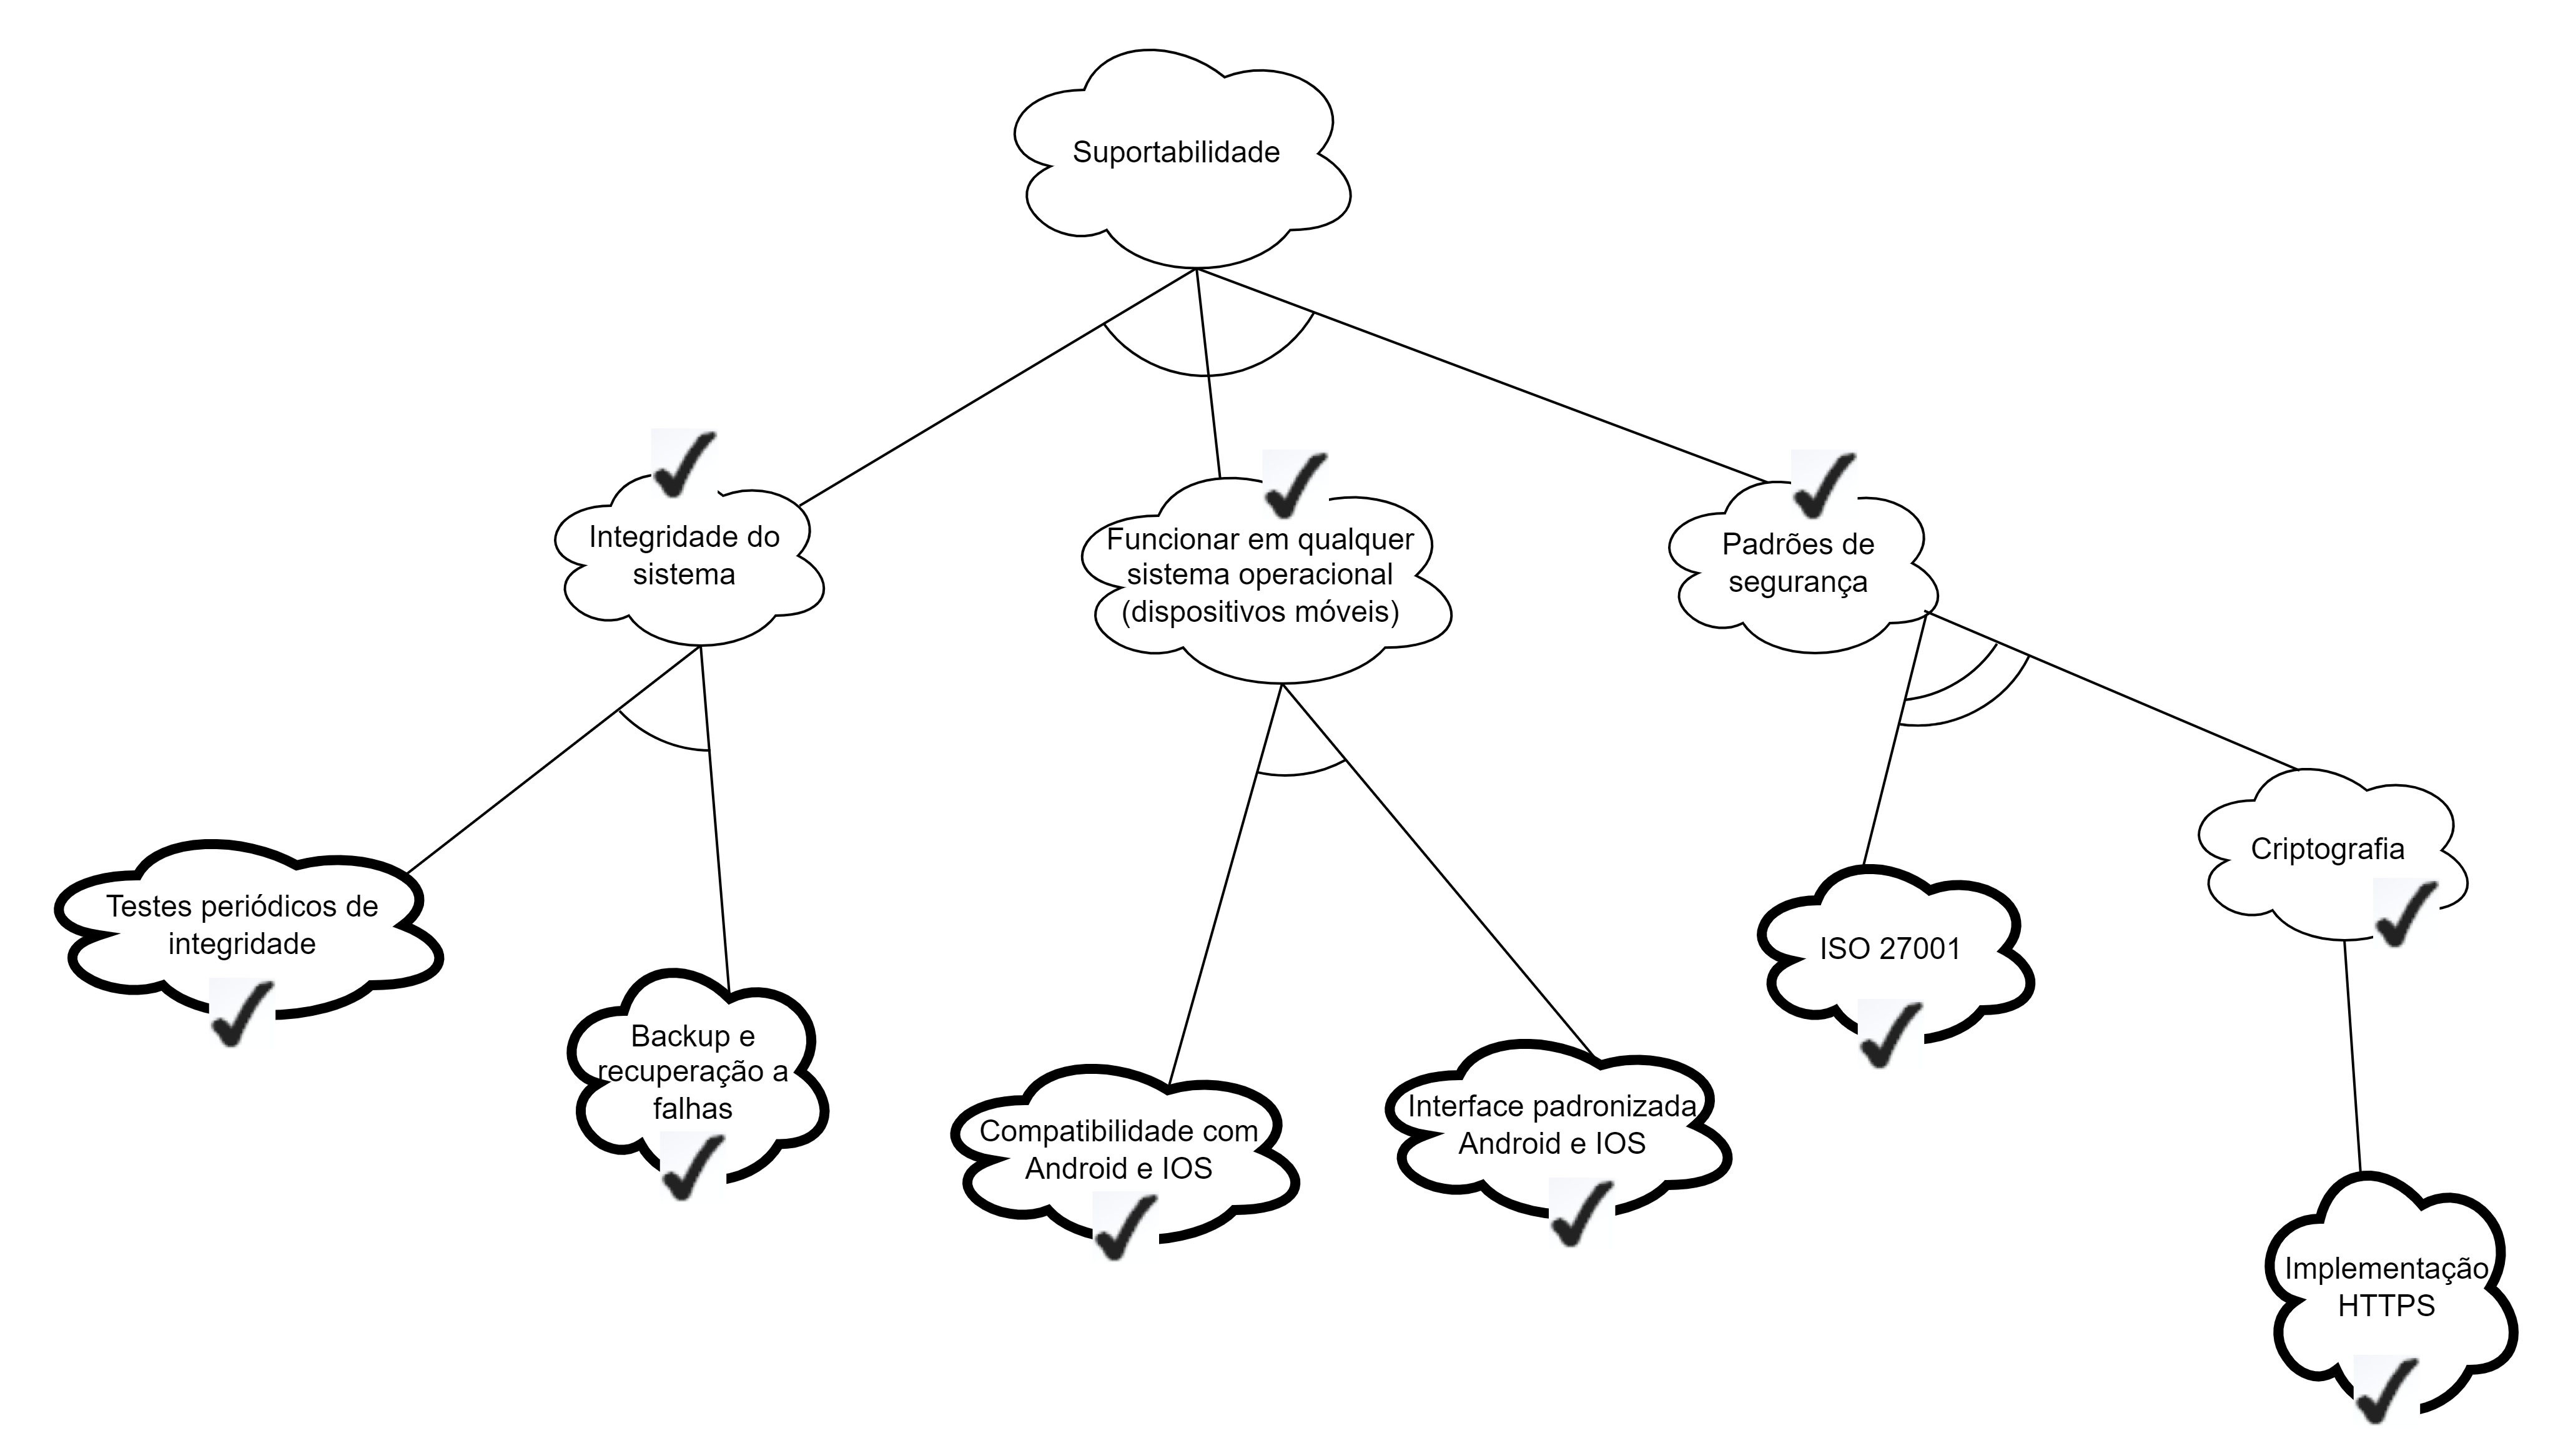 Suportabilidade
Integridade do
sistema
Funcionar em qualquer
sistema operacional
(dispositivos móveis)
Padrões de
segurança
Criptografia
Testes periódicos de
integridade
ISO 27001
Backup e
recuperação a
falhas
Compatibilidade com
Android e IOS
Interface padronizada
Android e IOS
Implementação
HTTPS